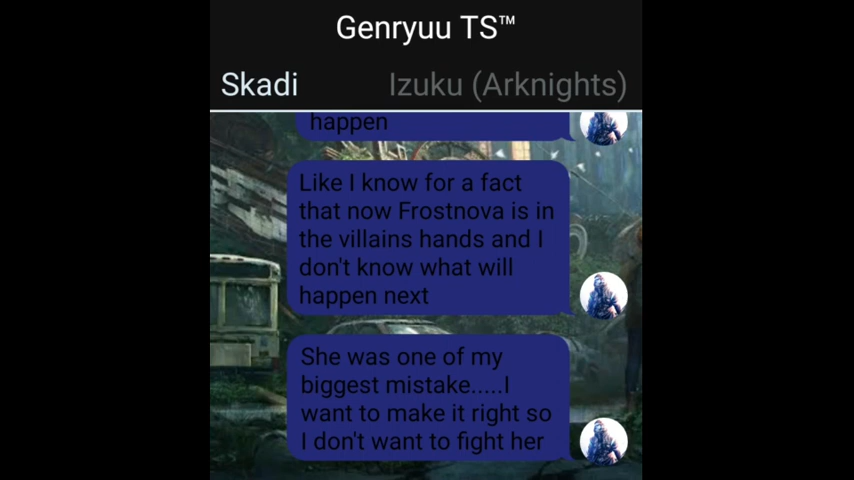 Genryuu TS™
Skadi Izuku (Arknights)
happen
Like I know for a fact
that now Frostnova is in
the villains hands and I
don't know what will
happen next
She was one of my
biggest mistake.....I
want to make it right so
I don't want to fight her